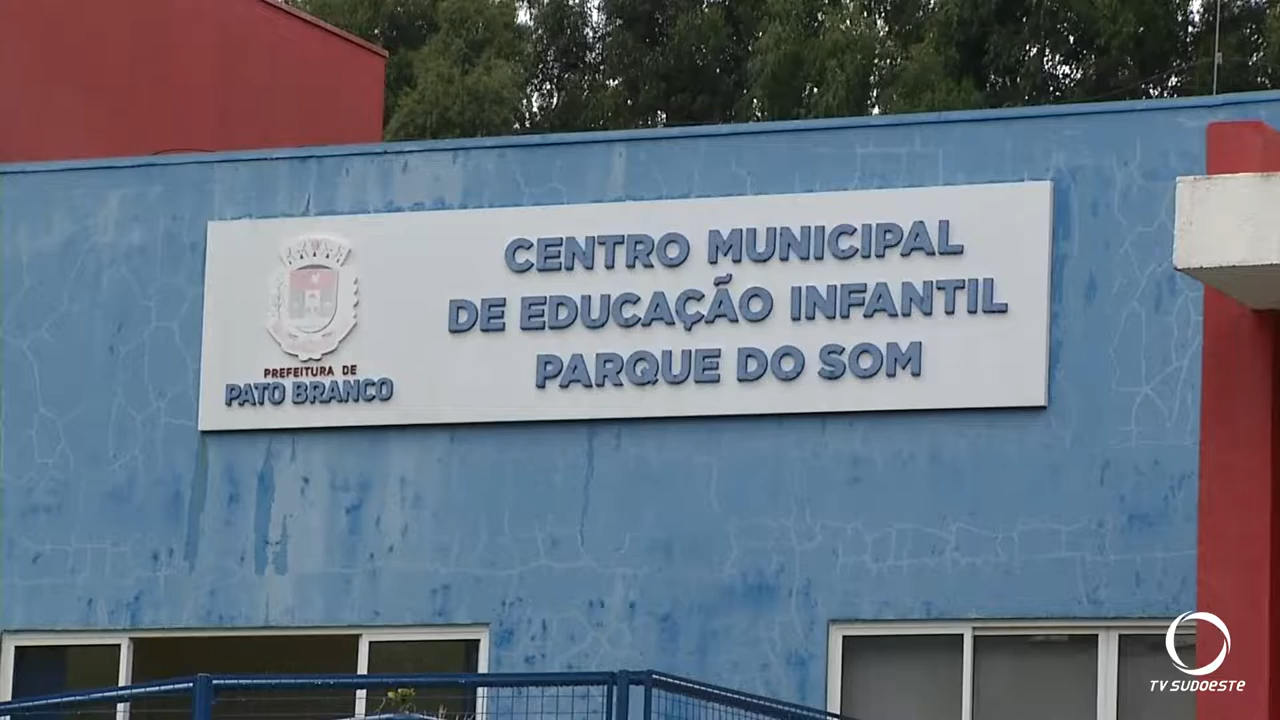 CENTRO MUNICIPAL
DE EDUCAÇÃO INFANTIL
PARQUE DO SOM
PREFEITURA DE
PATO BRANCO
TV SUDOESTE